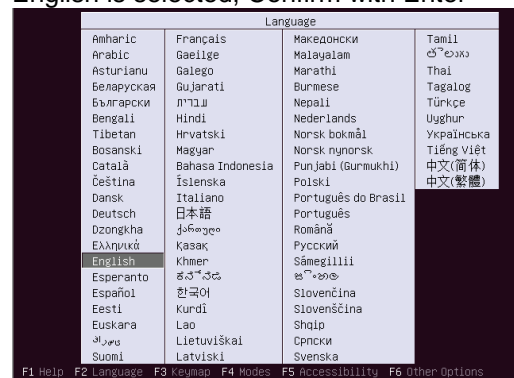 English is selected, Confirm with Enter
Language
Amharic
Arabic
Asturianu
Беларуская
Български
Bengali
Tibetan
Bosanski
Català
Čeština
Dansk
Deutsch
Dzongkha
Ελληνικά
English
Esperanto
Español
Eesti
Euskara
Suomi
Français
Gaeilge
Galego
Gujarati
עברית
Hindi
Hrvatski
Magyar
Bahasa Indonesia
Íslenska
Italiano
日本語
ქართული
Қазақ
Khmer
한국어
Kurdî
Lao
Lietuviškai
Latviski
Македонски
Malayalam
Marathi
Burmese
Nepali
Nederlands
Norsk bokmål
Norsk nynorsk
Punjabi (Gurmukhi)
Polski
Português do Brasil
Português
Română
Русский
Sámegillii
Slovenčina
Slovenščina
Shqip
Српски
Svenska
Tamil
Thai
Tagalog
Türkçe
Uyghur
Українська
Tiếng Việt
中文(简体)
中文(繁體)
F1 Help F2 Language F3 Keymap F4 Modes F5 Accessibility F6 Other Options